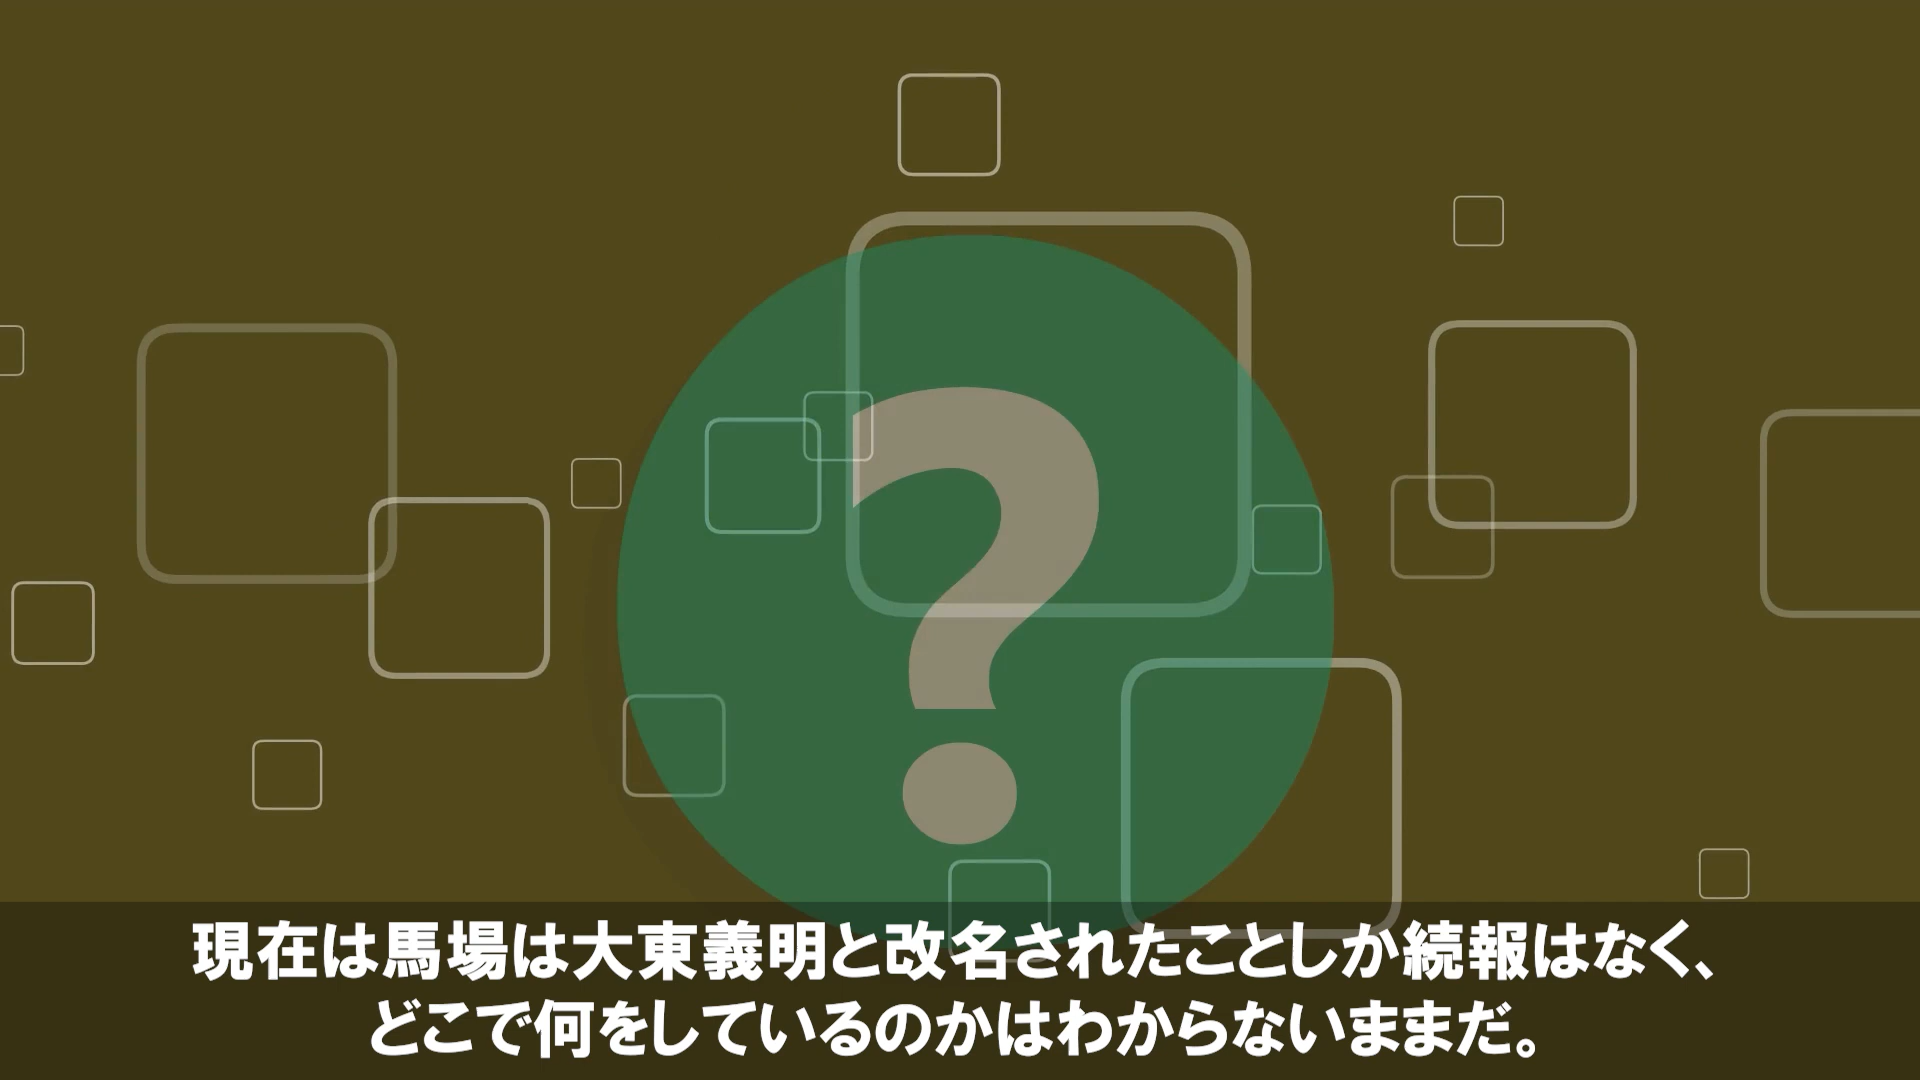 ?
現在は馬場は大東義明と改名されたことしか続報はなく、
どこで何をしているのかはわからないままだ。